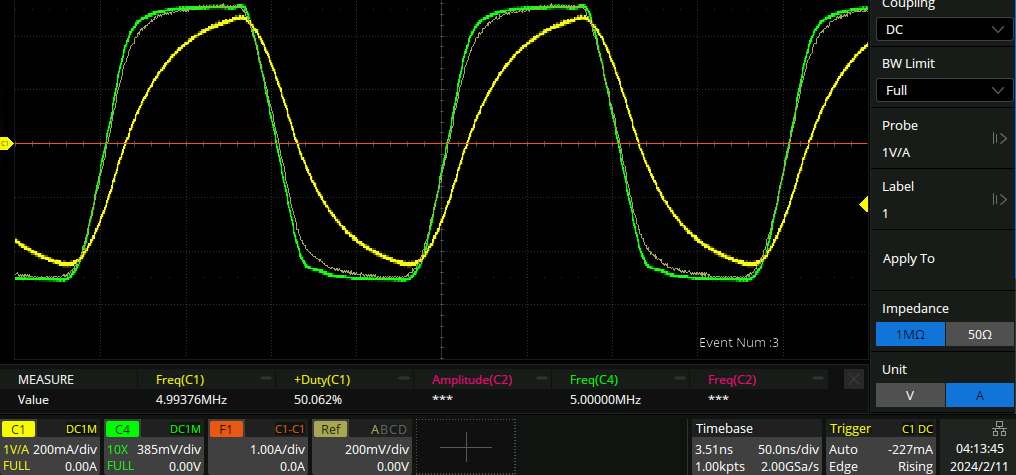 Coupling
DC
BW Limit
Full
Probe
1V/A
Label
1
Apply To
Impedance
1MΩ 50Ω
Unit
V A
C1
Event Num :3
MEASURE Freq(C1) +Duty(C1) Amplitude(C2) Freq(C4) Freq(C2)
Value 4.99376MHz 50.062% *** 5.00000MHz ***
C1 DC1M C4 DC1M F1 C1-C1 Ref ABCD Timebase Trigger C1 DC
1V/A 200mA/div 10X 385mV/div 1.00A/div 200mV/div 3.51ns 50.0ns/div Auto -227mA 04:13:45
FULL 0.00A FULL 0.00V 0.0A 0.00V 1.00kpts 2.00GSa/s Edge Rising 2024/2/11